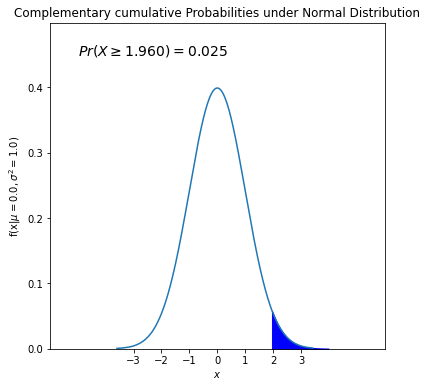 Complementary cumulative Probabilities under Normal Distribution
Pr(X ≥ 1.960) = 0.025
0.4
0.3
0.2
0.1
0.0
f(x|μ = 0.0, σ² = 1.0)
−3 −2 −1 0 1 2 3
x